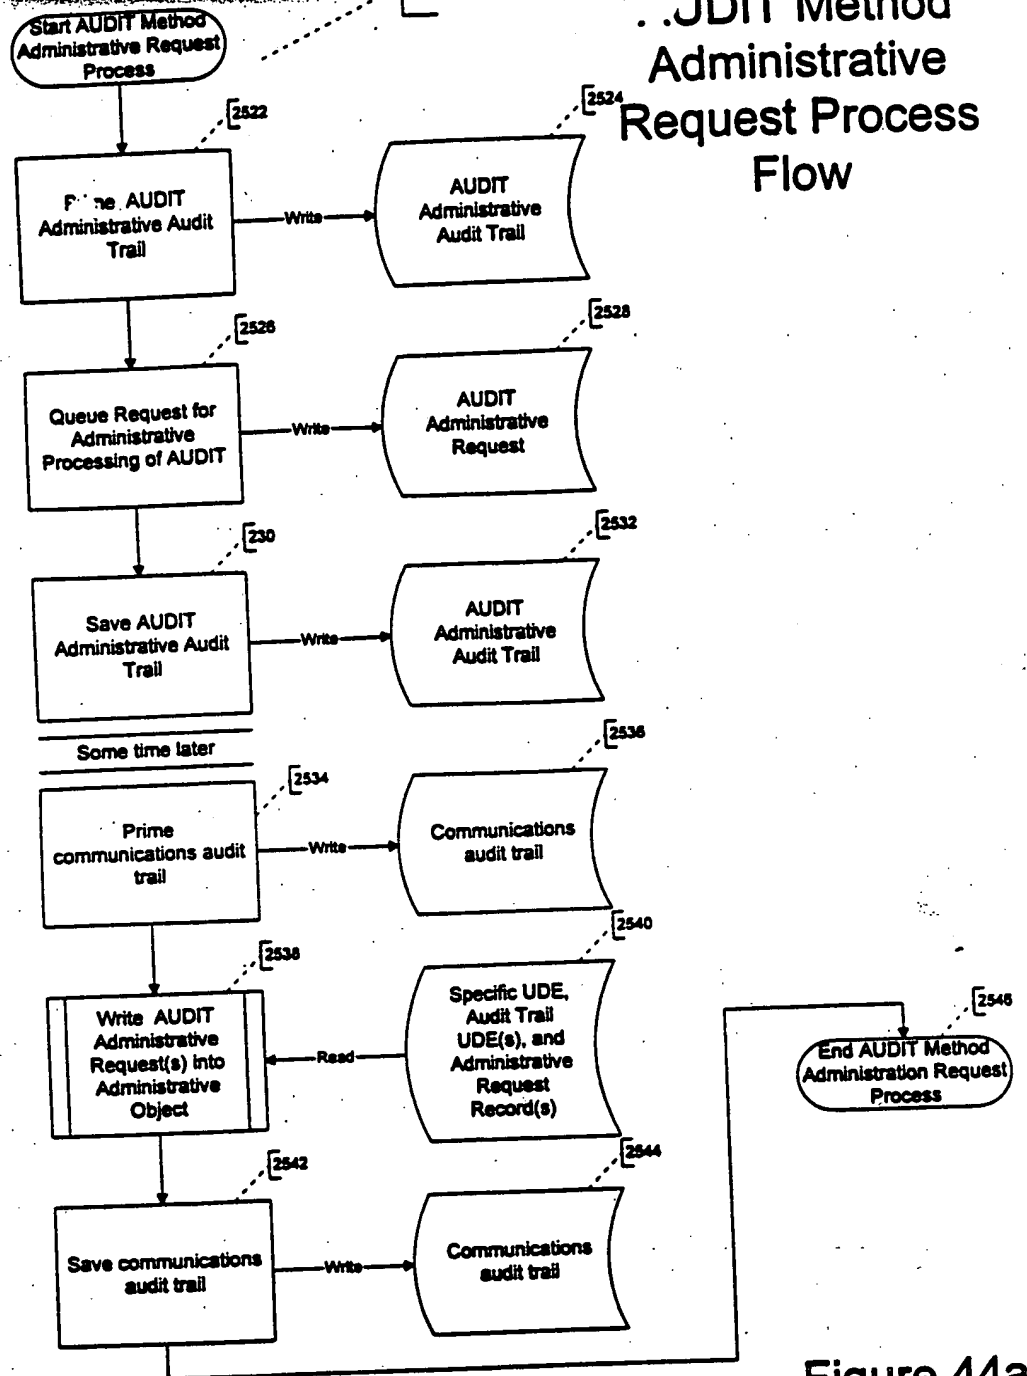 Start AUDIT Method
Administrative Request
Process
Method
Administrative
Request Process
Flow
2522
2524
AUDIT
Administrative Audit
Trail
Write
AUDIT
Administrative
Audit Trail
2526
2528
Queue Request for
Administrative
Processing of AUDIT
Write
AUDIT
Administrative
Request
230
2532
Save AUDIT
Administrative Audit
Trail
Write
AUDIT
Administrative
Audit Trail
Some time later
2534
2536
Prime
communications audit
trail
Write
Communications
audit trail
2538
2540
Write AUDIT
Administrative
Request(s) into
Administrative
Object
Read
Specific UDE,
Audit Trail
UDE(s), and
Administrative
Request
Record(s)
2546
End AUDIT Method
Administration Request
Process
2542
2544
Save communications
audit trail
Write
Communications
audit trail
Figure 44a